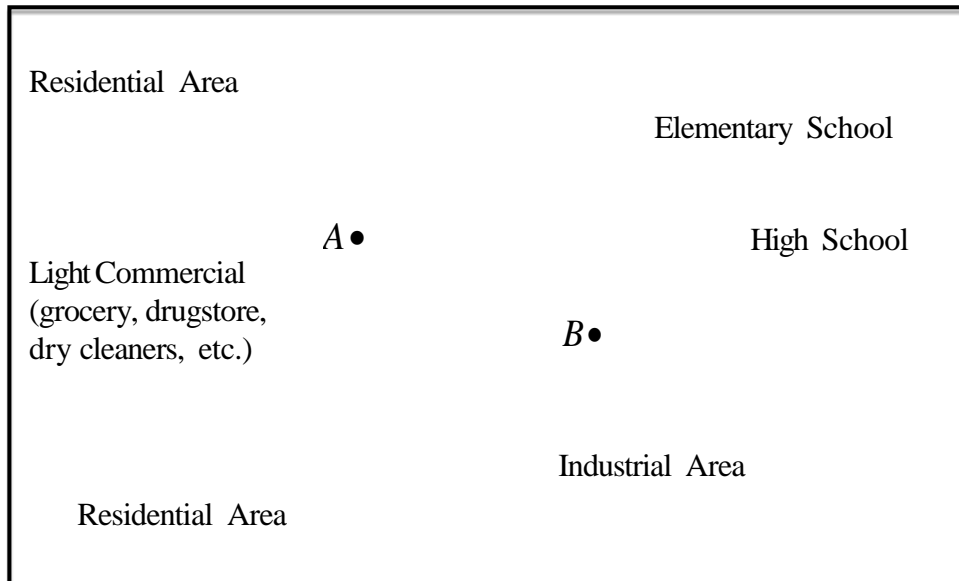 Residential Area
Elementary School
A•
High School
Light Commercial
(grocery, drugstore,
dry cleaners, etc.)
B•
Industrial Area
Residential Area